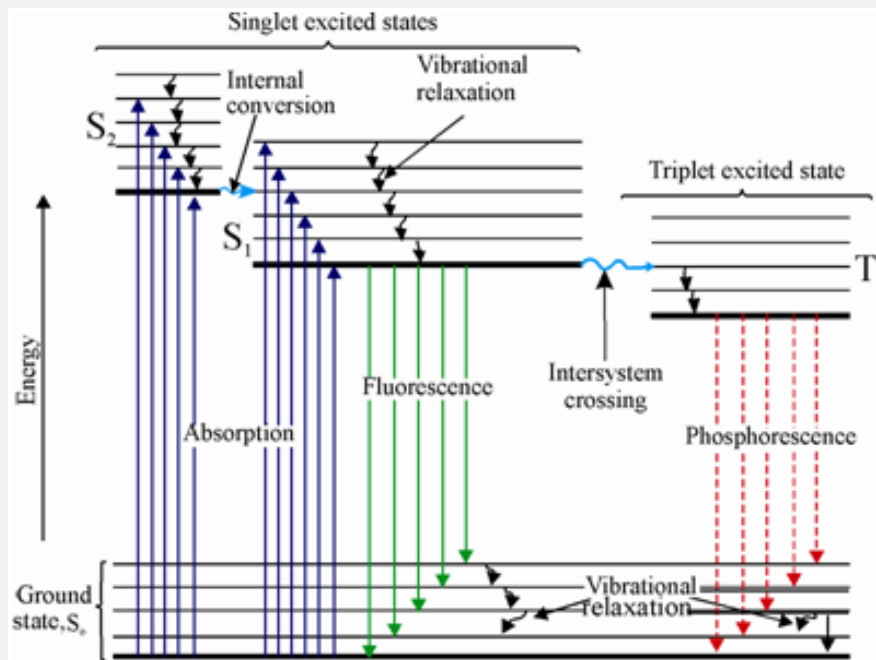 Singlet excited states
Internal
conversion
Vibrational
relaxation
S₂
Triplet excited state
S₁
T
Energy
Fluorescence
Intersystem
crossing
Absorption
Phosphorescence
Ground
state, Sₒ
Vibrational
relaxation